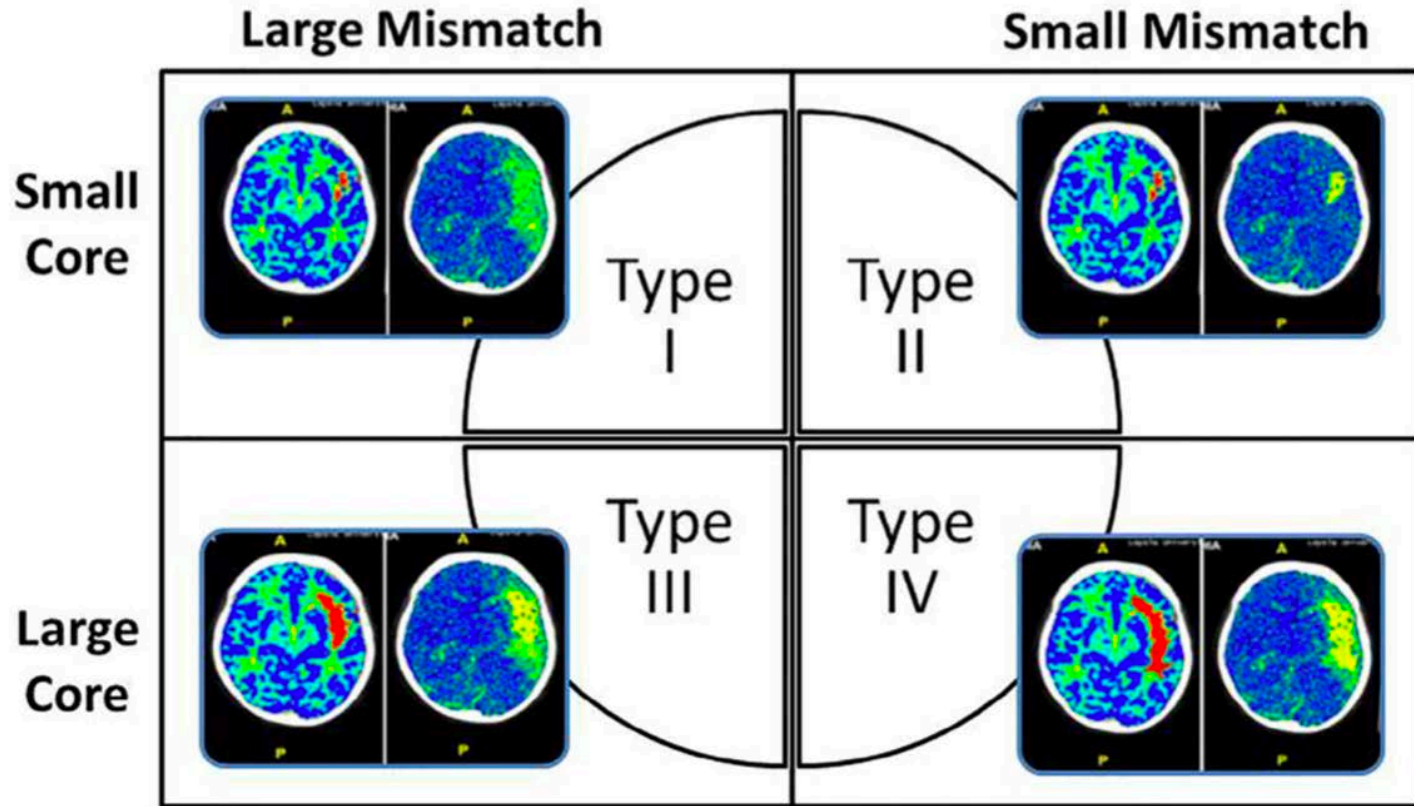 Large Mismatch
Small Mismatch
Small
Core
A
A
A
A
Type
I
Type
II
P
P
P
P
Large
Core
A
A
A
A
Type
III
Type
IV
P
P
P
P